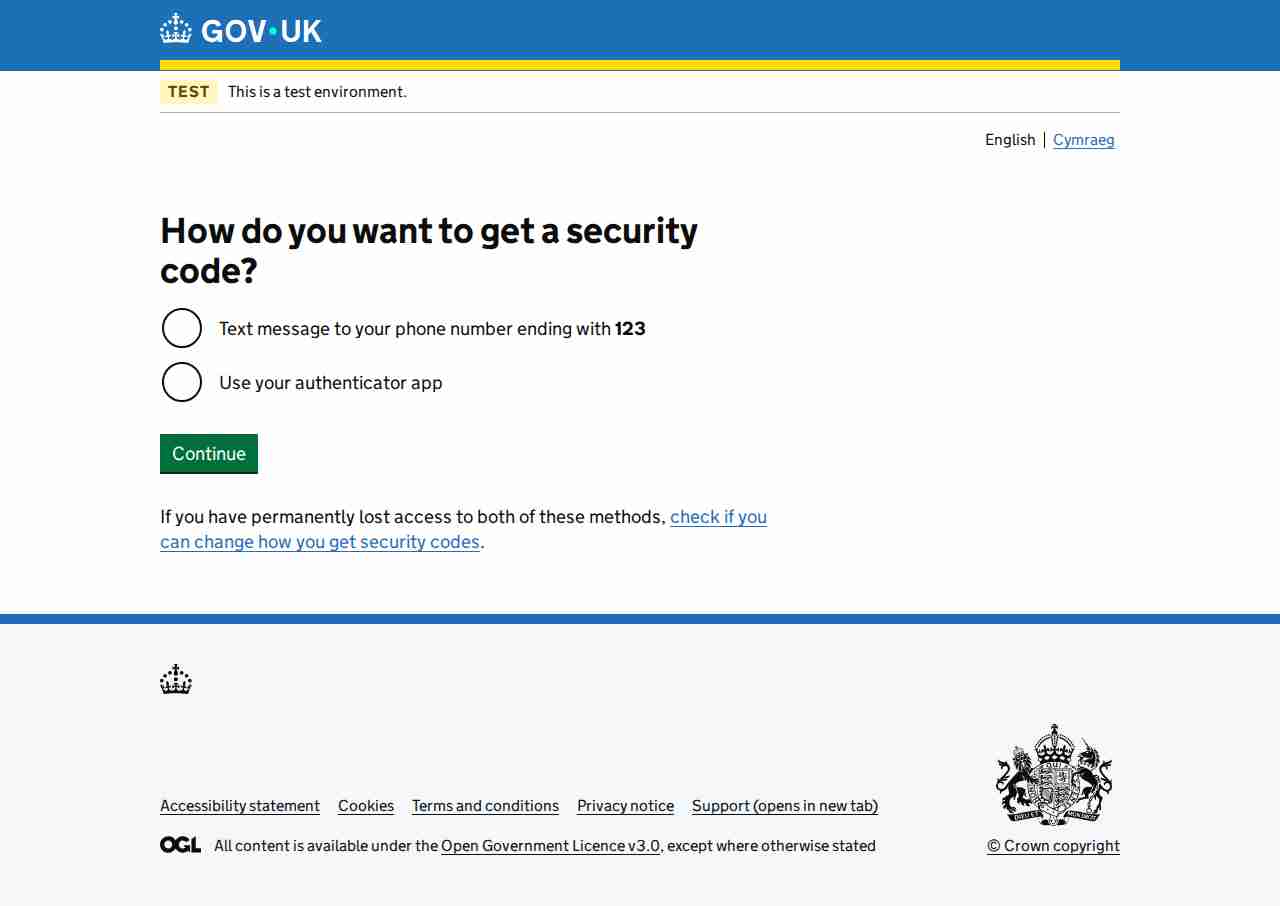 GOV·UK
TEST This is a test environment.
English | Cymraeg
How do you want to get a security
code?
Text message to your phone number ending with 123
Use your authenticator app
Continue
If you have permanently lost access to both of these methods, check if you
can change how you get security codes.
DIEU ET MON DROIT
Accessibility statement Cookies Terms and conditions Privacy notice Support (opens in new tab)
OGL All content is available under the Open Government Licence v3.0, except where otherwise stated
© Crown copyright